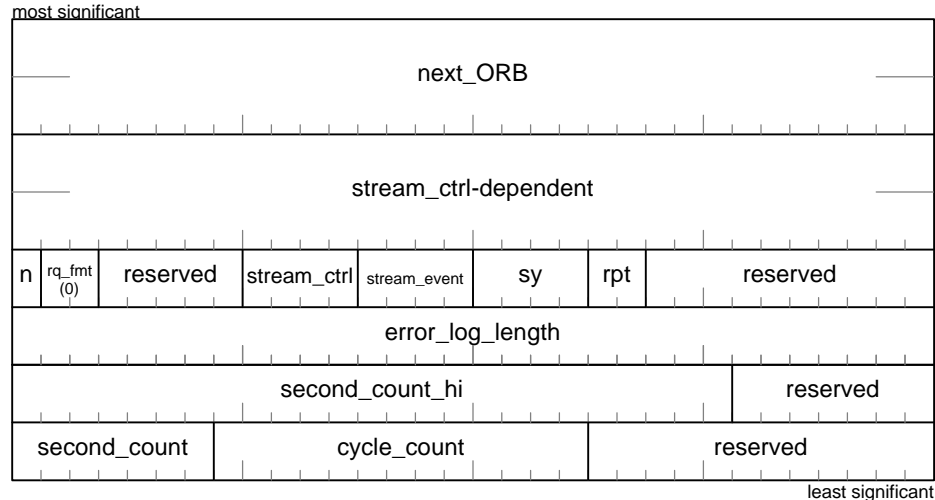 most significant
next_ORB
stream_ctrl-dependent
n rq_fmt (0) reserved stream_ctrl stream_event sy rpt reserved
error_log_length
second_count_hi reserved
second_count cycle_count reserved
least significant